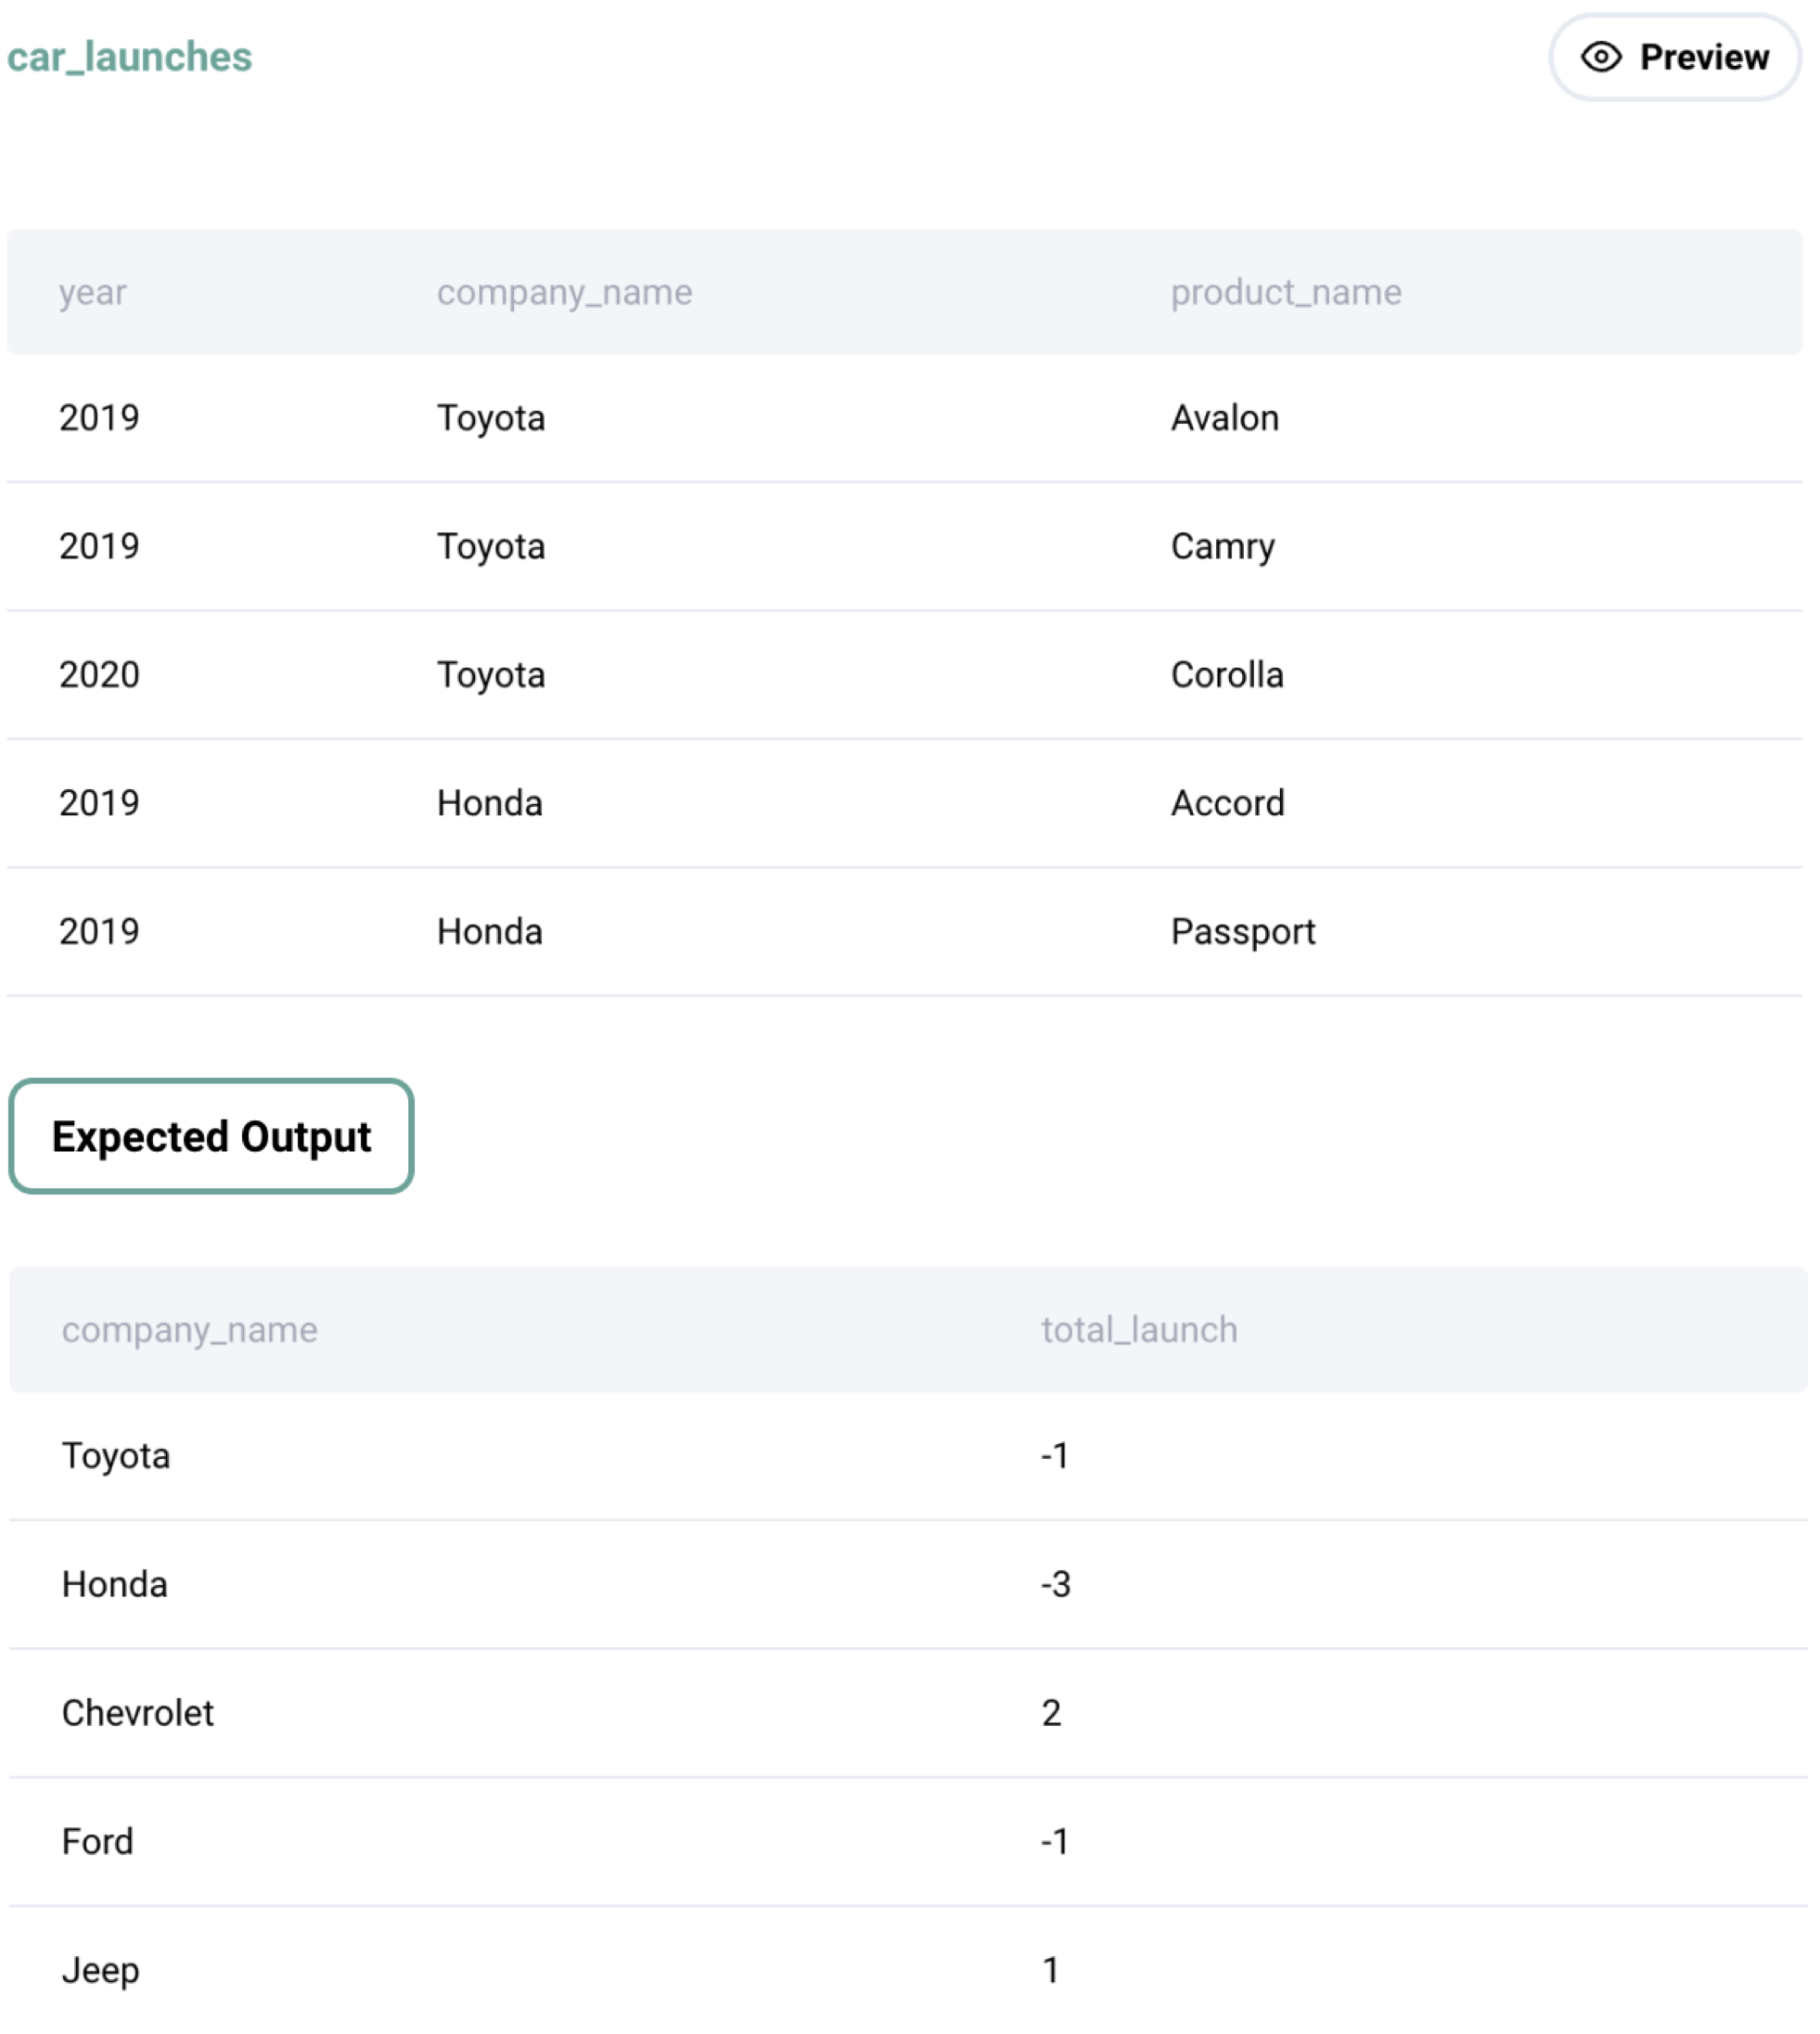 car_launches
Preview
year company_name product_name
2019 Toyota Avalon
2019 Toyota Camry
2020 Toyota Corolla
2019 Honda Accord
2019 Honda Passport
Expected Output
company_name total_launch
Toyota -1
Honda -3
Chevrolet 2
Ford -1
Jeep 1